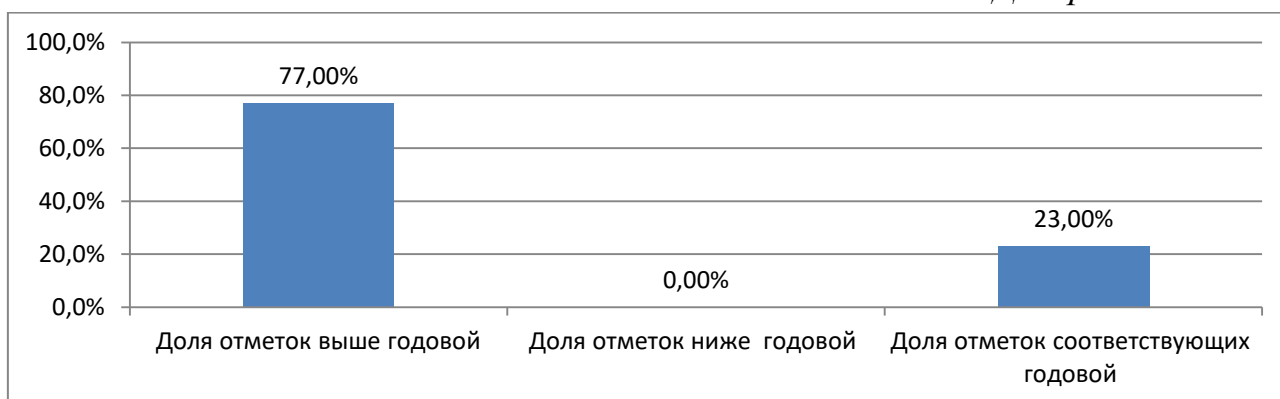 100,0%
80,0%
60,0%
40,0%
20,0%
0,0%
77,00%
0,00%
23,00%
Доля отметок выше годовой
Доля отметок ниже  годовой
Доля отметок соответствующих
годовой